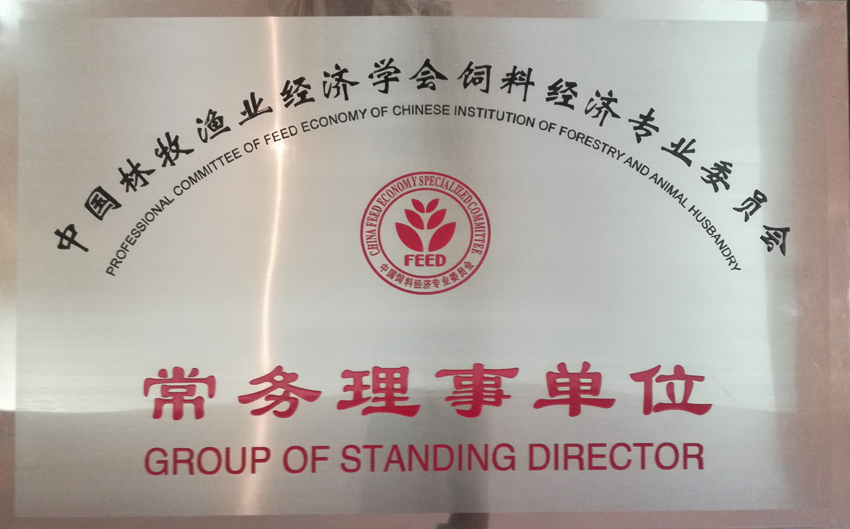 中国林牧渔业经济学会饲料经济专业委员会
PROFESSIONAL COMMITTEE OF FEED ECONOMY OF CHINESE INSTITUTION OF FORESTRY AND ANIMAL HUSBANDRY
CHINA FEED ECONOMY SPECIALIZED COMMITTEE
FEED
中国饲料经济专业委员会
常务理事单位
GROUP OF STANDING DIRECTOR